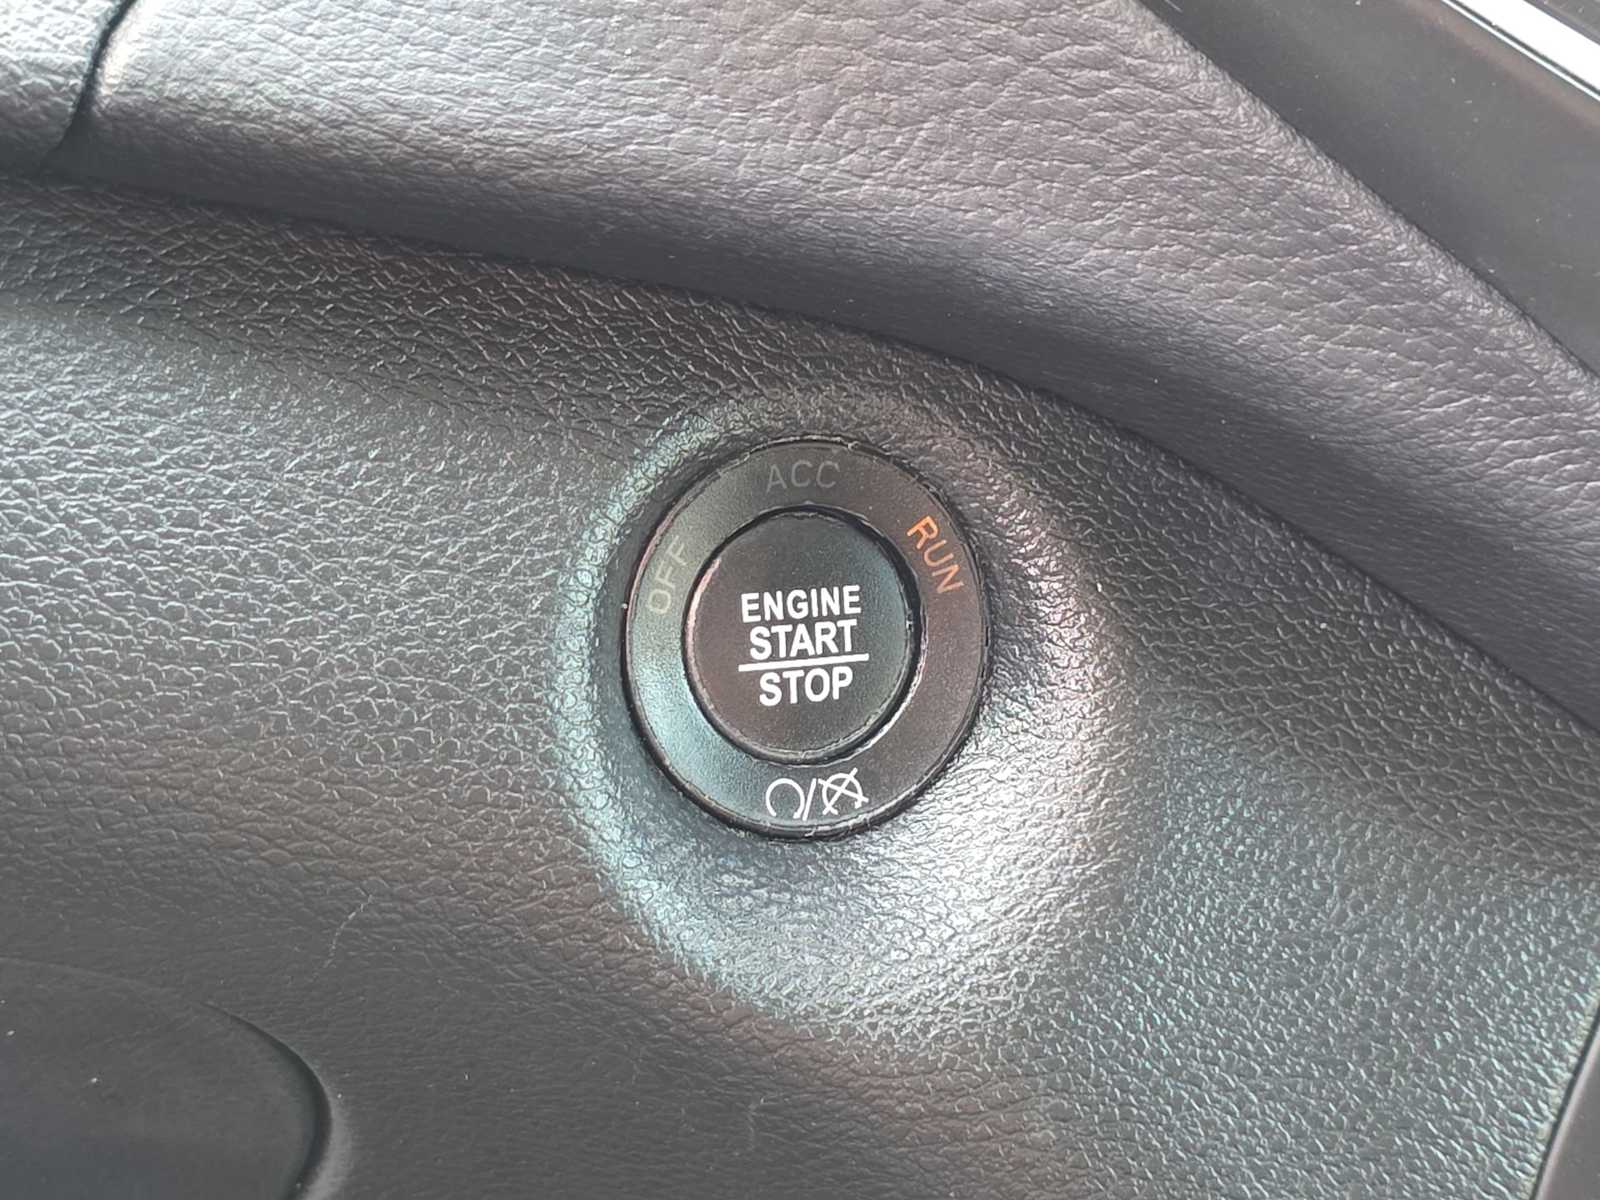 ACC
OFF
RUN
ENGINE
START
STOP